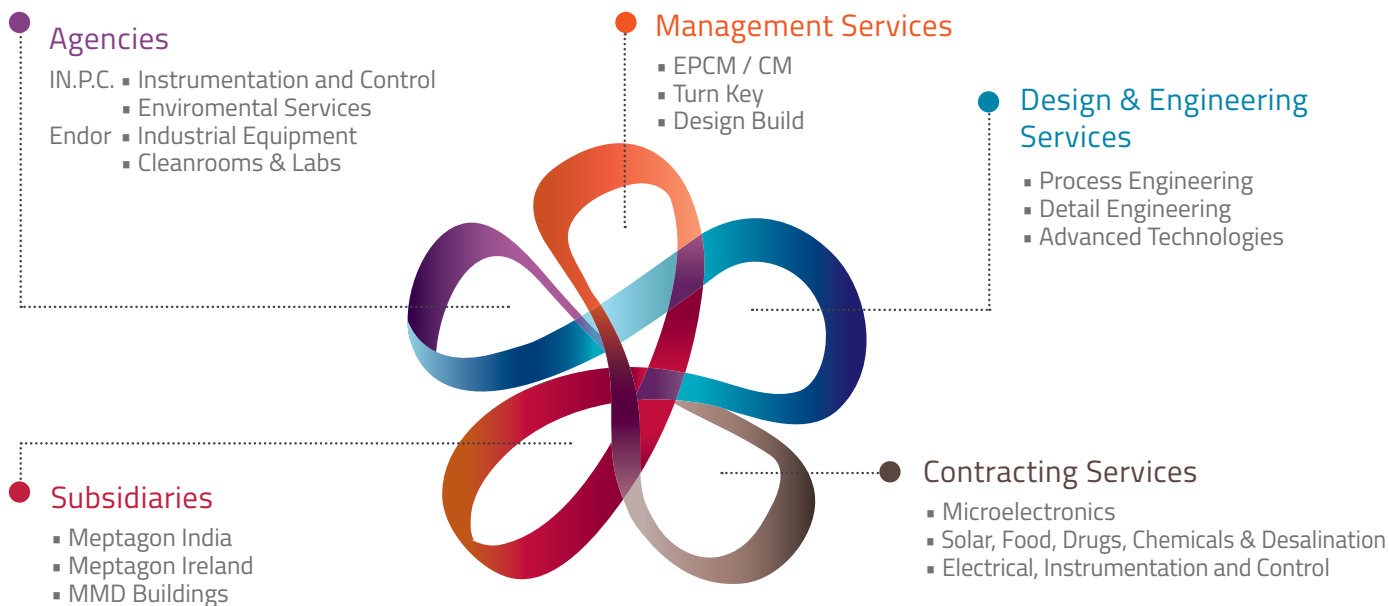 Agencies
IN.P.C. ▪ Instrumentation and Control
▪ Enviromental Services
Endor ▪ Industrial Equipment
▪ Cleanrooms & Labs
Management Services
▪ EPCM / CM
▪ Turn Key
▪ Design Build
Design & Engineering
Services
▪ Process Engineering
▪ Detail Engineering
▪ Advanced Technologies
Subsidiaries
▪ Meptagon India
▪ Meptagon Ireland
▪ MMD Buildings
Contracting Services
▪ Microelectronics
▪ Solar, Food, Drugs, Chemicals & Desalination
▪ Electrical, Instrumentation and Control